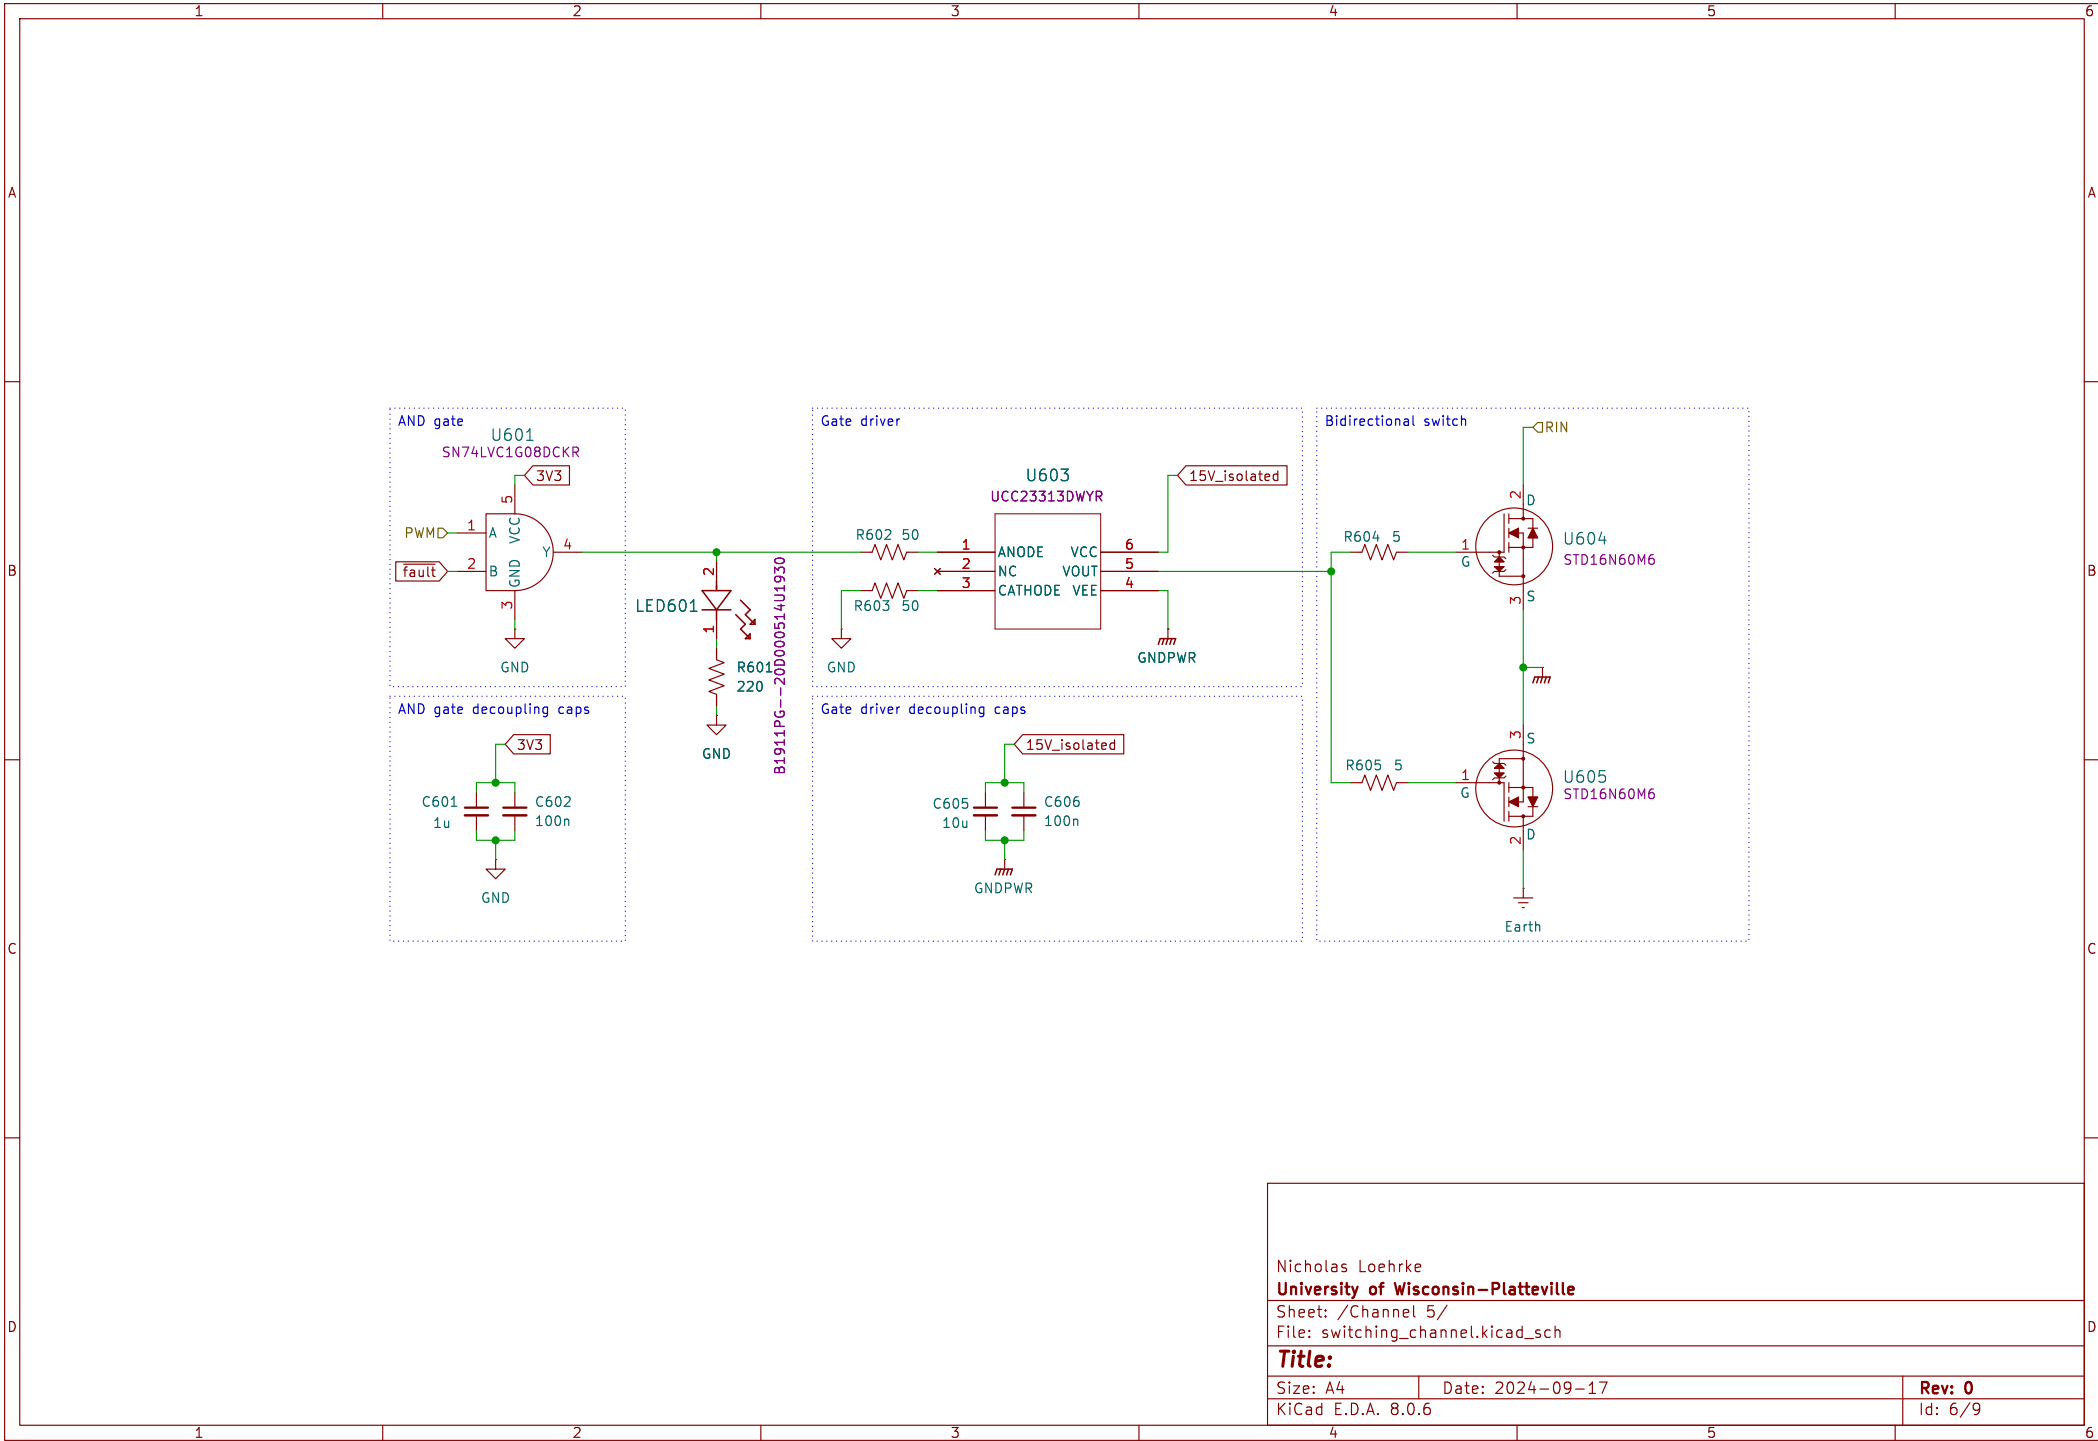 1 2 3 4 5 6
A A
B B
C C
D D
AND gate
U601
SN74LVC1G08DCKR
3V3
5
VCC
PWM 1 A
Y 4
fault 2 B
GND
3
GND
2
LED601
1
B1911PG--20D000514U1930
R601
220
GND
Gate driver
U603
UCC23313DWYR
15V_isolated
R602 50
1 ANODE VCC 6
2 NC VOUT 5
3 CATHODE VEE 4
R603 50
GND
GNDPWR
Bidirectional switch
RIN
2 D
R604 5
1
G
U604
STD16N60M6
3 S
3 S
R605 5
1
G
U605
STD16N60M6
2 D
Earth
AND gate decoupling caps
3V3
C601
1u
C602
100n
GND
Gate driver decoupling caps
15V_isolated
C605
10u
C606
100n
GNDPWR
Nicholas Loehrke
University of Wisconsin-Platteville
Sheet: /Channel 5/
File: switching_channel.kicad_sch
Title:
Size: A4 Date: 2024-09-17 Rev: 0
KiCad E.D.A. 8.0.6 Id: 6/9
1 2 3 4 5 6